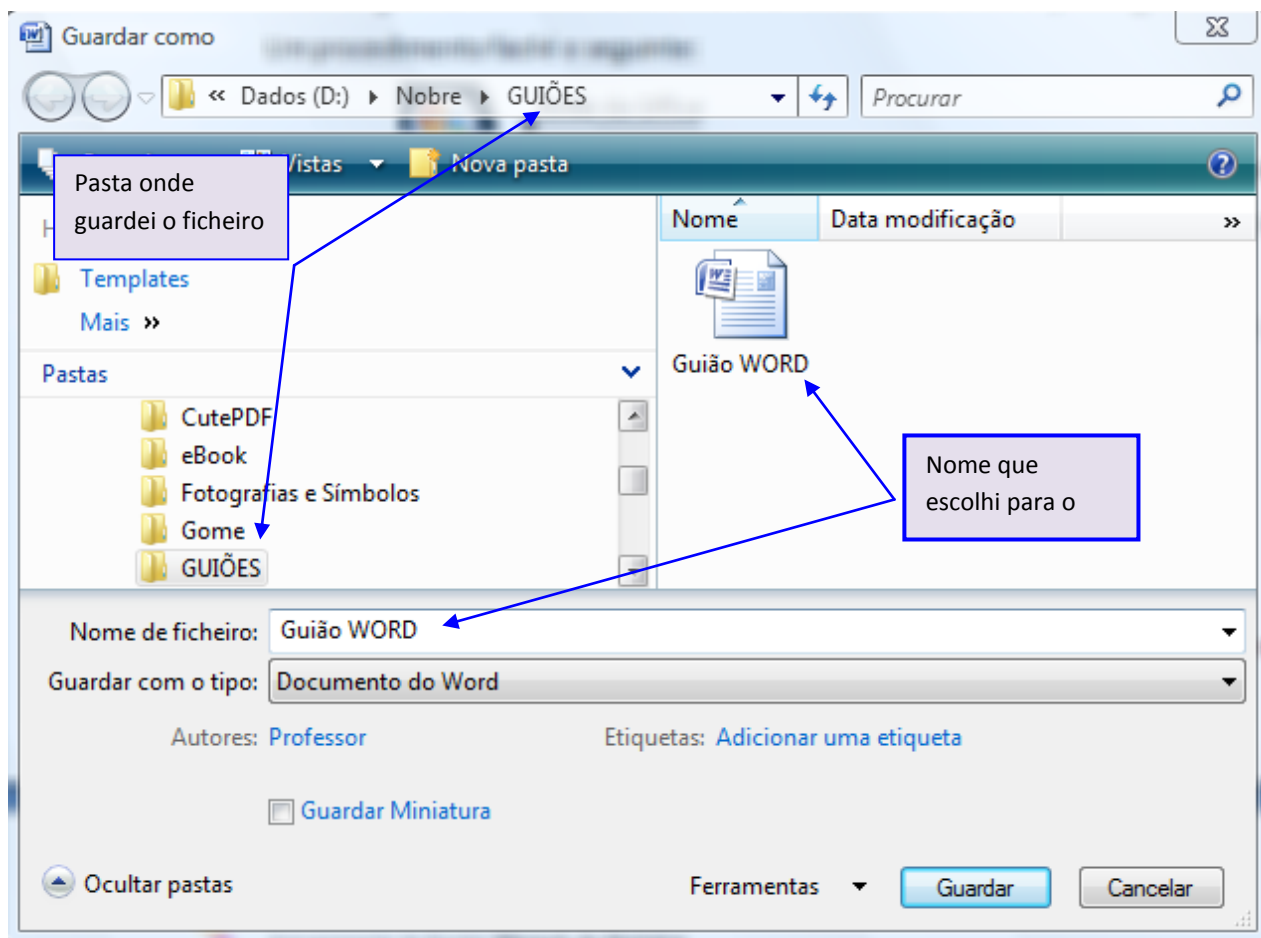 Guardar como
« Dados (D:) Nobre GUIÕES
Procurar
Vistas Nova pasta
Pasta onde
guardei o ficheiro
Nome Data modificação »
Templates
Mais »
Pastas
CutePDF
eBook
Fotografias e Símbolos
Gome
GUIÕES
Guião WORD
Nome que
escolhi para o
Nome de ficheiro: Guião WORD
Guardar com o tipo: Documento do Word
Autores: Professor Etiquetas: Adicionar uma etiqueta
Guardar Miniatura
Ocultar pastas Ferramentas Guardar Cancelar